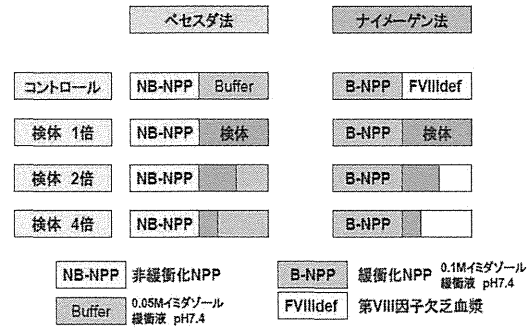 ベセスダ法 ナイメーゲン法
コントロール NB-NPP Buffer B-NPP FVIIIdef
検体 1倍 NB-NPP 検体 B-NPP 検体
検体 2倍 NB-NPP B-NPP
検体 4倍 NB-NPP B-NPP
NB-NPP 非緩衝化NPP B-NPP 緩衝化NPP 0.1Mイミダゾール
緩衝液 pH7.4
Buffer 0.05Mイミダゾール
緩衝液 pH7.4
FVIIIdef 第VIII因子欠乏血漿